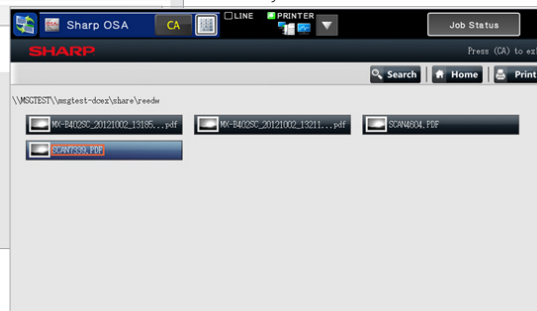 Sharp OSA CA LINE PRINTER Job Status
SHARP Press (CA) to ex
Search Home Print
\\MSGTEST\\msgtest-dcex\share\reedw
MX-B402SC_20121002_13185...pdf MX-B402SC_20121002_13211...pdf SCAN4604.PDF
SCAN7339.PDF